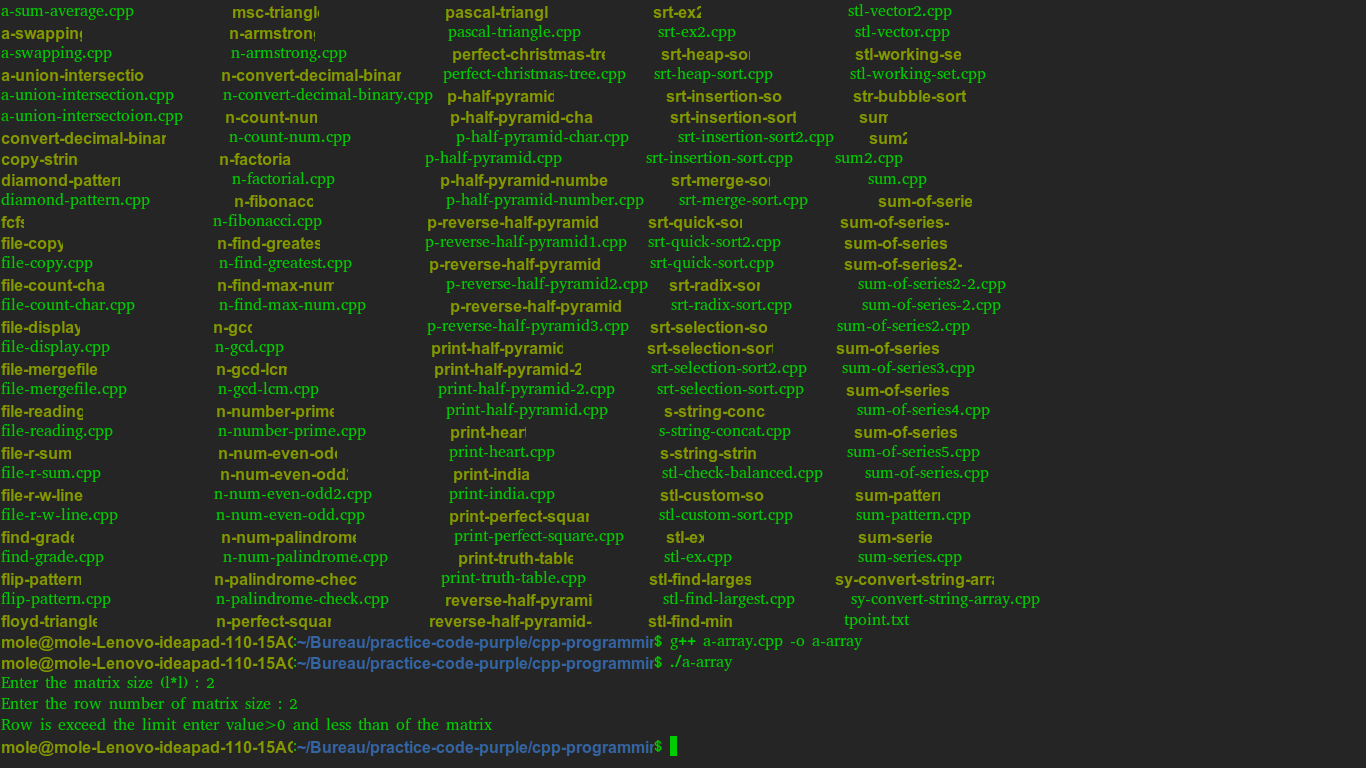 a-sum-average.cpp msc-triangl pascal-triangl srt-ex2 stl-vector2.cpp
a-swapping n-armstrong pascal-triangle.cpp srt-ex2.cpp stl-vector.cpp
a-swapping.cpp n-armstrong.cpp perfect-christmas-tre srt-heap-sor stl-working-se
a-union-intersectio n-convert-decimal-binar perfect-christmas-tree.cpp srt-heap-sort.cpp stl-working-set.cpp
a-union-intersection.cpp n-convert-decimal-binary.cpp p-half-pyramid srt-insertion-so str-bubble-sort
a-union-intersectoion.cpp n-count-num p-half-pyramid-cha srt-insertion-sort sum
convert-decimal-binar n-count-num.cpp p-half-pyramid-char.cpp srt-insertion-sort2.cpp sum2
copy-strin n-factoria p-half-pyramid.cpp srt-insertion-sort.cpp sum2.cpp
diamond-pattern n-factorial.cpp p-half-pyramid-numbe srt-merge-sor sum.cpp
diamond-pattern.cpp n-fibonacc p-half-pyramid-number.cpp srt-merge-sort.cpp sum-of-serie
fcfs n-fibonacci.cpp p-reverse-half-pyramid srt-quick-sor sum-of-series-
file-copy n-find-greates p-reverse-half-pyramid1.cpp srt-quick-sort2.cpp sum-of-series
file-copy.cpp n-find-greatest.cpp p-reverse-half-pyramid srt-quick-sort.cpp sum-of-series2-
file-count-cha n-find-max-num p-reverse-half-pyramid2.cpp srt-radix-sor sum-of-series2-2.cpp
file-count-char.cpp n-find-max-num.cpp p-reverse-half-pyramid srt-radix-sort.cpp sum-of-series-2.cpp
file-display n-gcd p-reverse-half-pyramid3.cpp srt-selection-so sum-of-series2.cpp
file-display.cpp n-gcd.cpp print-half-pyramid srt-selection-sort sum-of-series
file-mergefile n-gcd-lcm print-half-pyramid-2 srt-selection-sort2.cpp sum-of-series3.cpp
file-mergefile.cpp n-gcd-lcm.cpp print-half-pyramid-2.cpp srt-selection-sort.cpp sum-of-series
file-reading n-number-prime print-half-pyramid.cpp s-string-conc sum-of-series4.cpp
file-reading.cpp n-number-prime.cpp print-heart s-string-concat.cpp sum-of-series
file-r-sum n-num-even-odd print-heart.cpp s-string-strin sum-of-series5.cpp
file-r-sum.cpp n-num-even-odd2 print-india stl-check-balanced.cpp sum-of-series.cpp
file-r-w-line n-num-even-odd2.cpp print-india.cpp stl-custom-so sum-pattern
file-r-w-line.cpp n-num-even-odd.cpp print-perfect-squar stl-custom-sort.cpp sum-pattern.cpp
find-grade n-num-palindrome print-perfect-square.cpp stl-ex sum-serie
find-grade.cpp n-num-palindrome.cpp print-truth-table stl-ex.cpp sum-series.cpp
flip-pattern n-palindrome-chec print-truth-table.cpp stl-find-larges sy-convert-string-arra
flip-pattern.cpp n-palindrome-check.cpp reverse-half-pyrami stl-find-largest.cpp sy-convert-string-array.cpp
floyd-triangle n-perfect-squar reverse-half-pyramid- stl-find-min tpoint.txt
mole@mole-Lenovo-ideapad-110-15AC:~/Bureau/practice-code-purple/cpp-programmin$ g++ a-array.cpp -o a-array
mole@mole-Lenovo-ideapad-110-15AC:~/Bureau/practice-code-purple/cpp-programmin$ ./a-array
Enter the matrix size (l*l) : 2
Enter the row number of matrix size : 2
Row is exceed the limit enter value>0 and less than of the matrix
mole@mole-Lenovo-ideapad-110-15AC:~/Bureau/practice-code-purple/cpp-programmin$